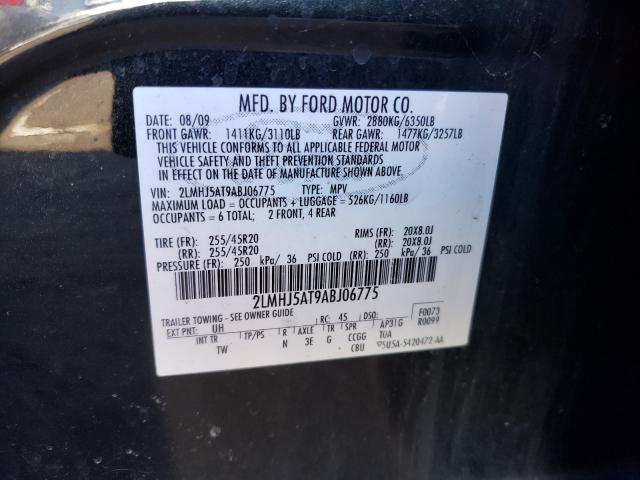 MFD. BY FORD MOTOR CO.
DATE: 08/09 GVWR: 2880KG/6350LB
FRONT GAWR: 1411KG/3110LB REAR GAWR: 1477KG/3257LB
THIS VEHICLE CONFORMS TO ALL APPLICABLE FEDERAL MOTOR
VEHICLE SAFETY AND THEFT PREVENTION STANDARDS
IN EFFECT ON THE DATE OF MANUFACTURE SHOWN ABOVE.
VIN: 2LMHJ5AT9ABJ06775 TYPE: MPV
MAXIMUM LOAD = OCCUPANTS + LUGGAGE = 526KG/1160LB
OCCUPANTS = 6 TOTAL; 2 FRONT, 4 REAR
TIRE (FR): 255/45R20 RIMS (FR): 20X8.0J
(RR): 255/45R20 (RR): 20X8.0J
PRESSURE (FR): 250 kPa/ 36 PSI COLD (RR): 250 kPa/ 36 PSI COLD
2LMHJ5AT9ABJ06775
TRAILER TOWING - SEE OWNER GUIDE F0073
EXT PNT: UH RC: 45 DSO: AP31G R0099
INT TR TP/PS R AXLE TR SPR TOA
TW N 3E G CCGG
CBU